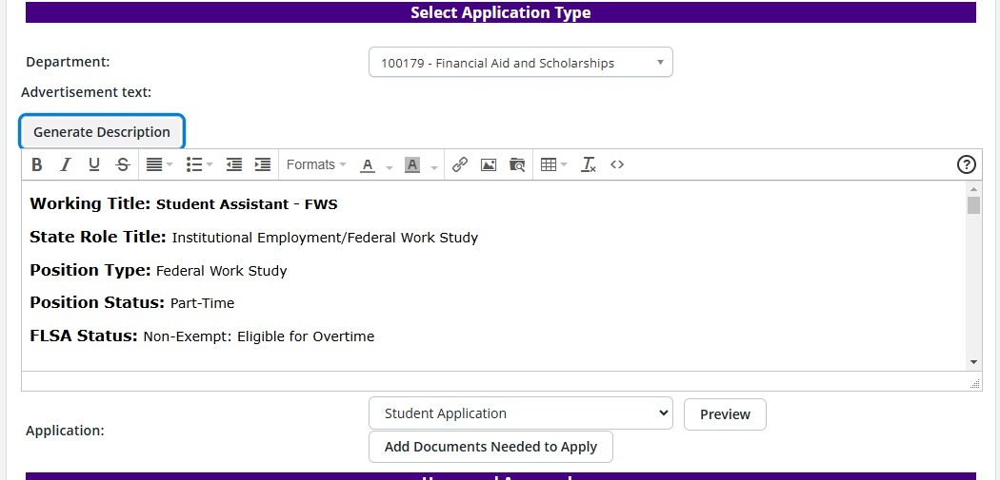 Select Application Type
Department:
100179 - Financial Aid and Scholarships
Advertisement text:
Generate Description
B I U S Formats A A
Working Title: Student Assistant - FWS
State Role Title: Institutional Employment/Federal Work Study
Position Type: Federal Work Study
Position Status: Part-Time
FLSA Status: Non-Exempt: Eligible for Overtime
Application:
Student Application
Preview
Add Documents Needed to Apply